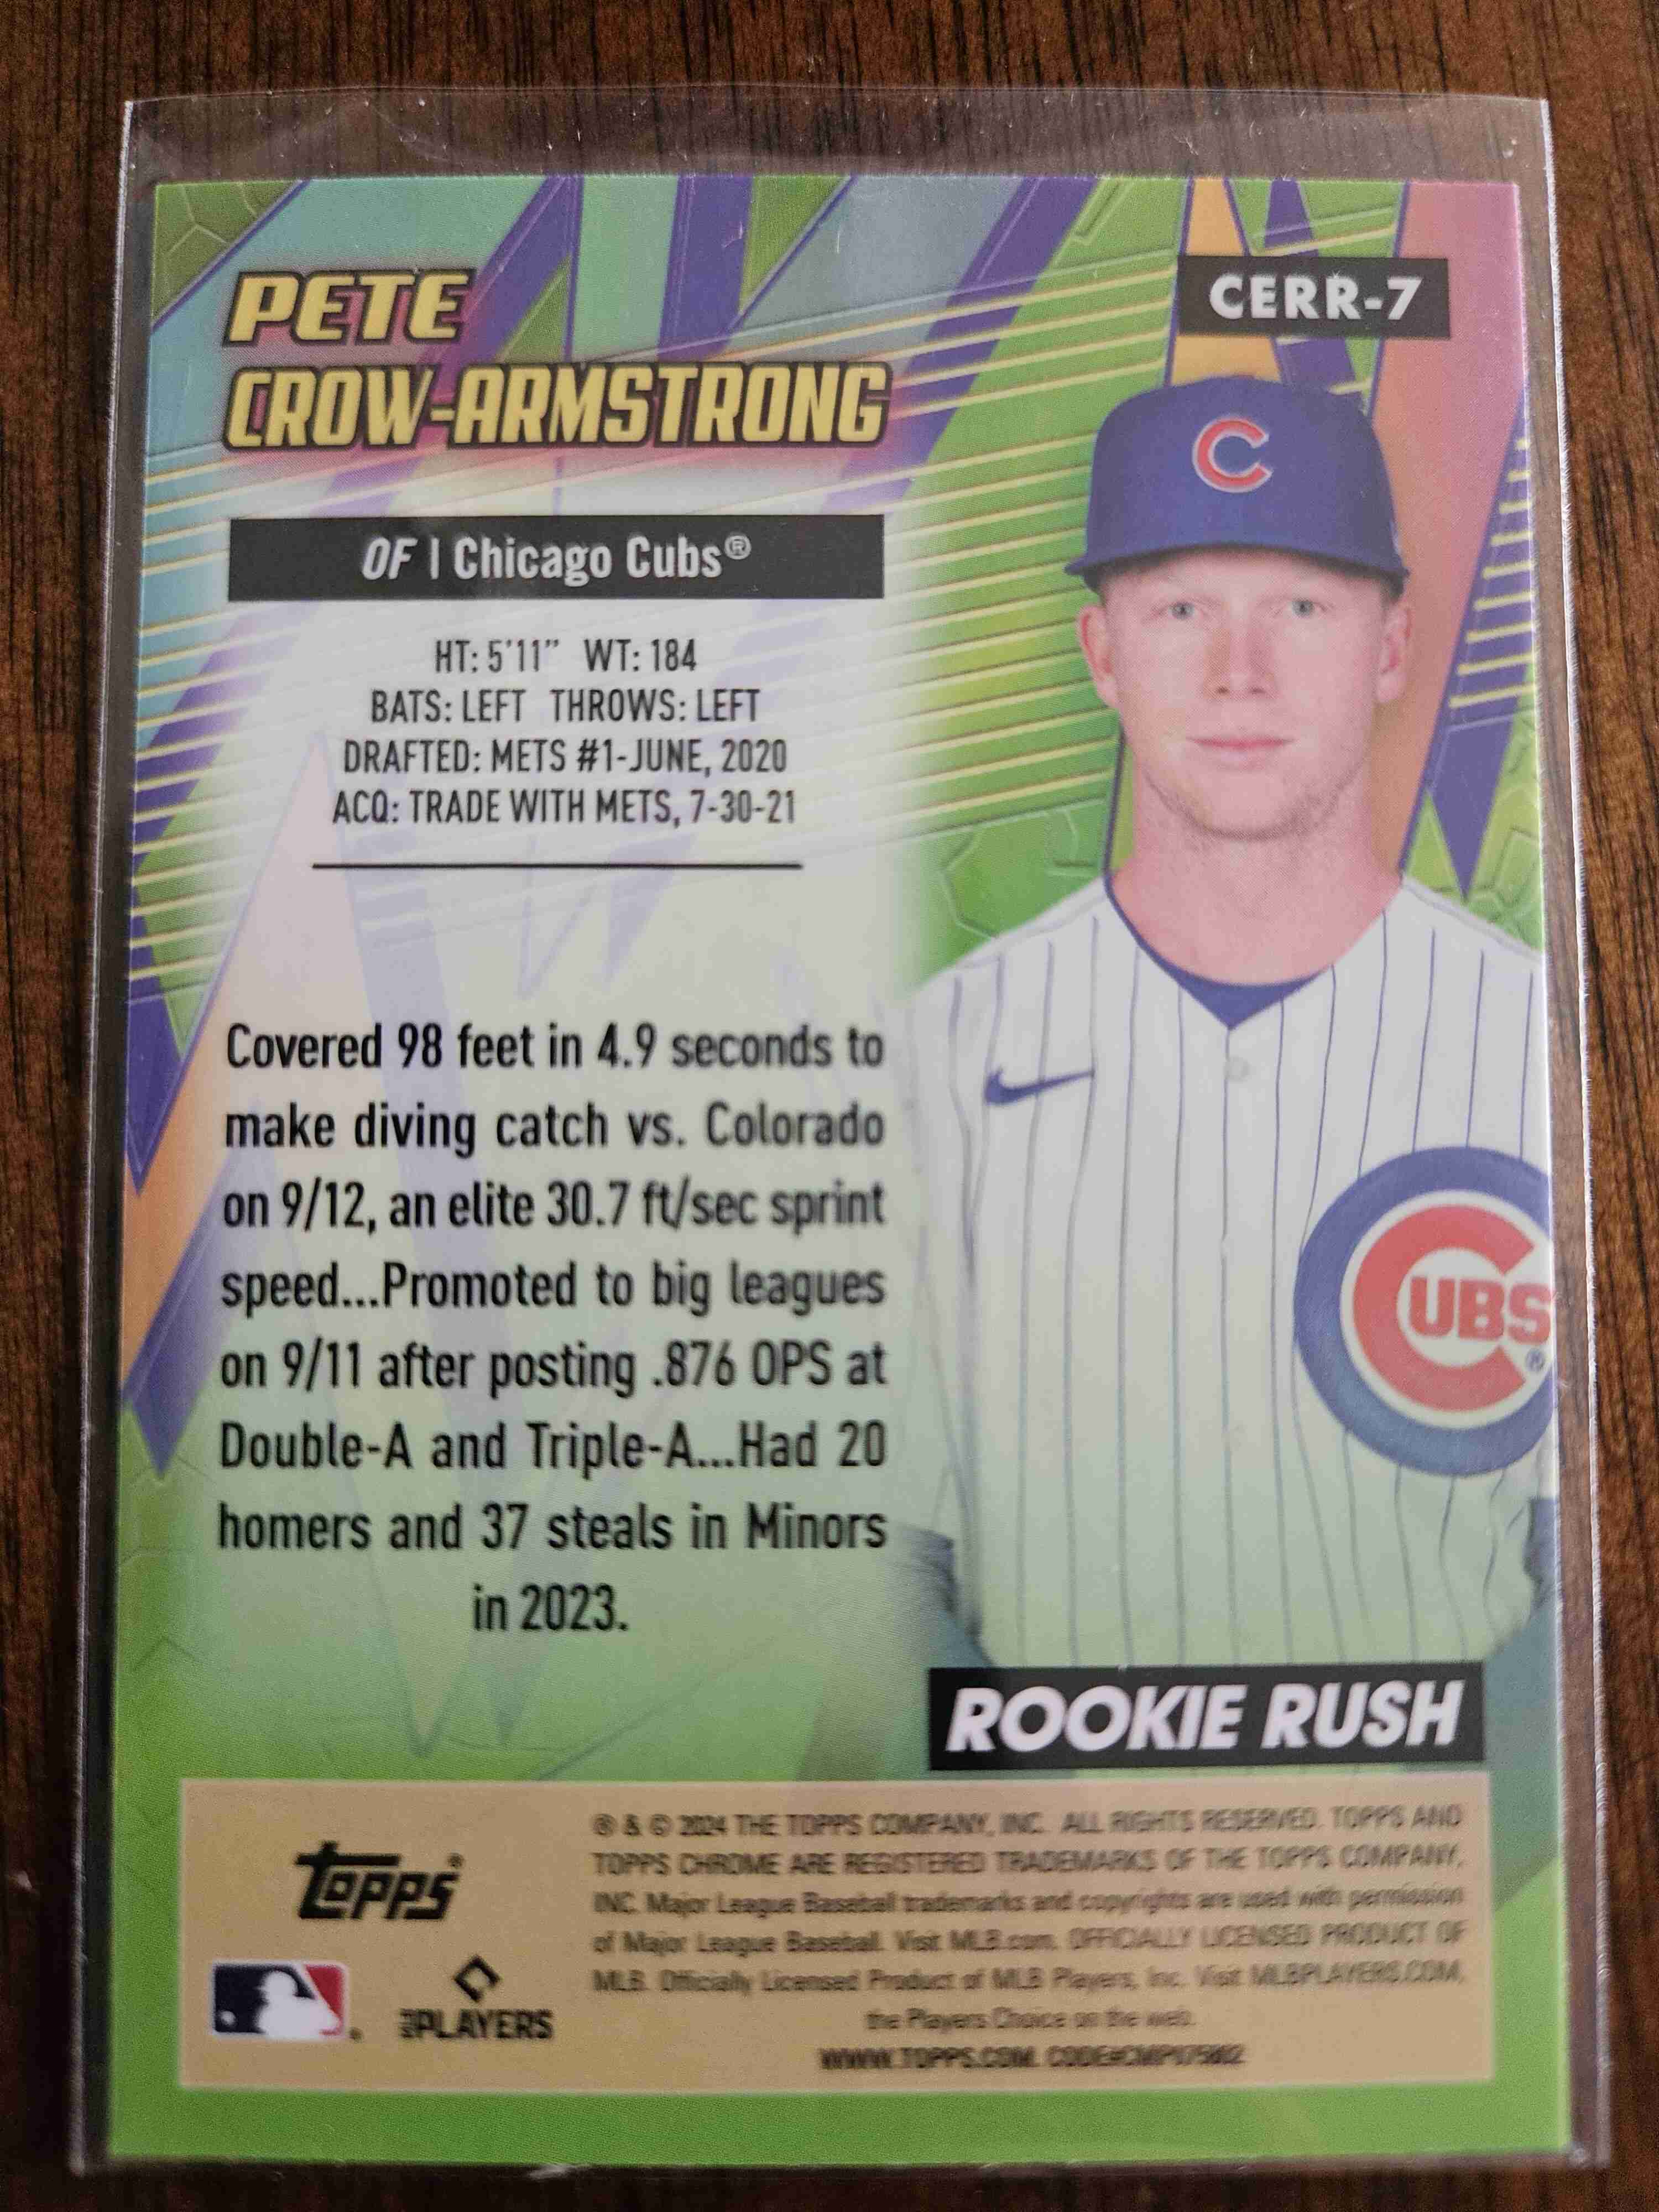 PETE
CROW-ARMSTRONG
CERR-7
C
OF | Chicago Cubs®
HT: 5'11" WT: 184
BATS: LEFT THROWS: LEFT
DRAFTED: METS #1-JUNE, 2020
ACQ: TRADE WITH METS, 7-30-21
Covered 98 feet in 4.9 seconds to
make diving catch vs. Colorado
on 9/12, an elite 30.7 ft/sec sprint
speed...Promoted to big leagues
on 9/11 after posting .876 OPS at
Double-A and Triple-A...Had 20
homers and 37 steals in Minors
in 2023.
CUBS®
ROOKIE RUSH
Topps®
PLAYERS
® & © 2024 THE TOPPS COMPANY, INC. ALL RIGHTS RESERVED. TOPPS AND
TOPPS CHROME ARE REGISTERED TRADEMARKS OF THE TOPPS COMPANY,
INC. Major League Baseball trademarks and copyrights are used with permission
of Major League Baseball. Visit MLB.com. OFFICIALLY LICENSED PRODUCT OF
MLB. Officially Licensed Product of MLB Players, Inc. Visit MLBPLAYERS.COM,
the Players Choice on the web.
WWW.TOPPS.COM.